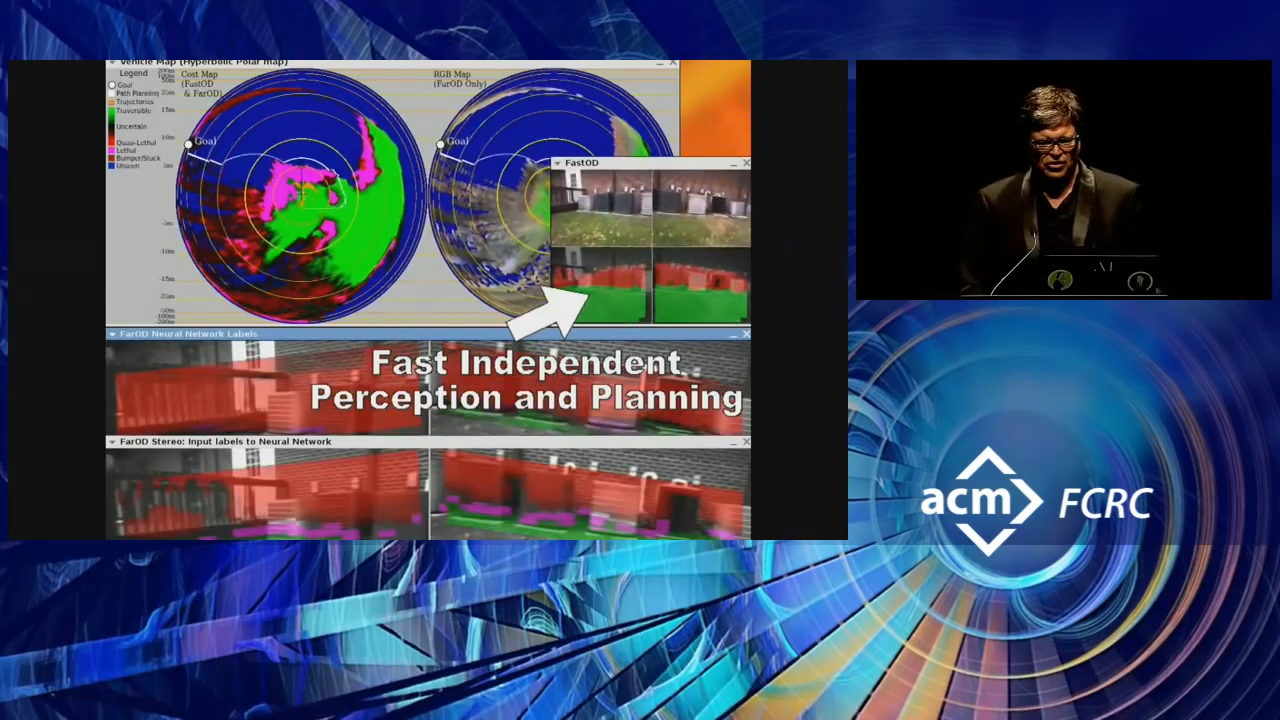 Vehicle Map (Hyperbolic Polar map)
Legend
Goal
Path Planning
Trajectories
Traversible
Uncertain
Quasi-Lethal
Lethal
Bumper/Stuck
Unseen
Cost Map
(FastOD
& FarOD)
Goal
RGB Map
(FarOD Only)
Goal
FastOD
FarOD Neural Network Labels
Fast Independent
Perception and Planning
FarOD Stereo: Input labels to Neural Network
acm FCRC